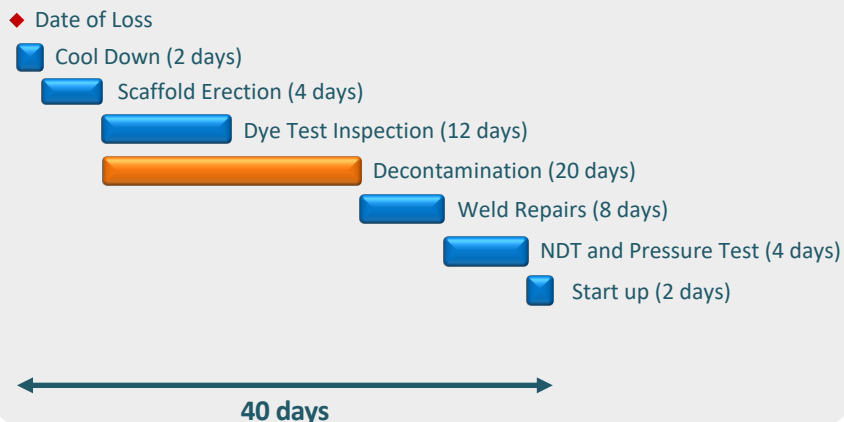 Date of Loss
Cool Down (2 days)
Scaffold Erection (4 days)
Dye Test Inspection (12 days)
Decontamination (20 days)
Weld Repairs (8 days)
NDT and Pressure Test (4 days)
Start up (2 days)
40 days